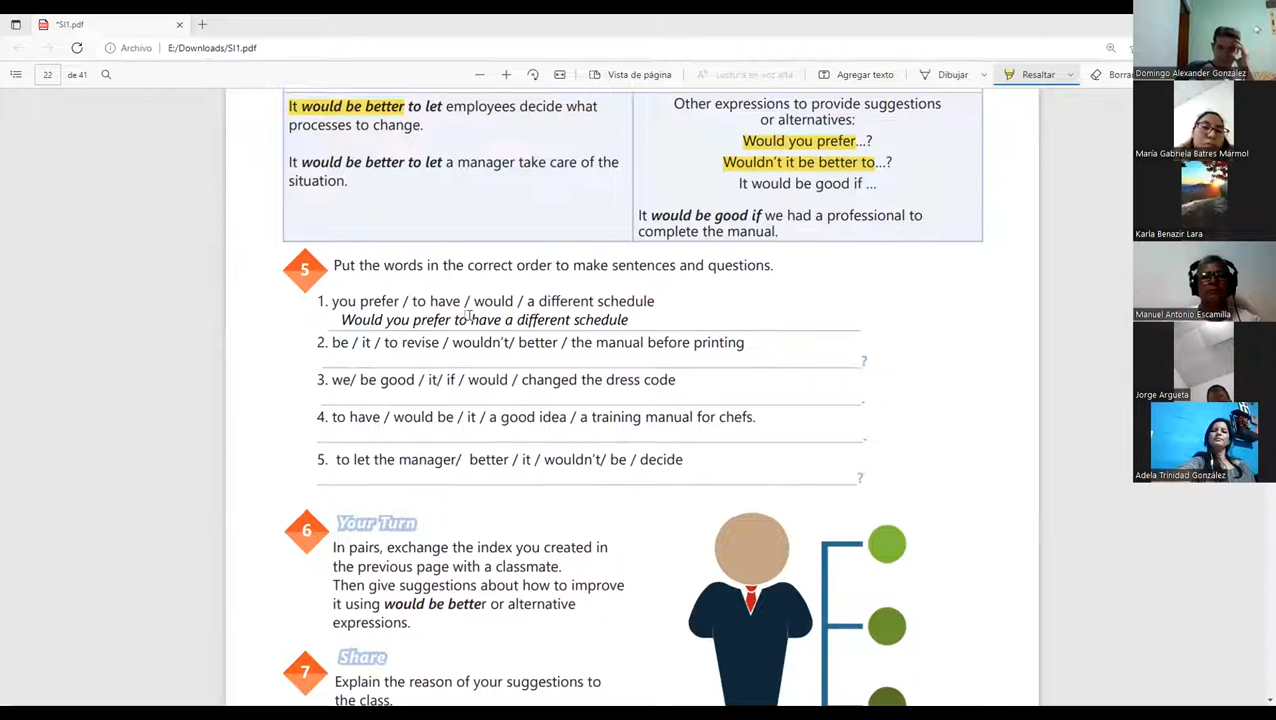 *SI1.pdf
Archivo
E:/Downloads/SI1.pdf
22
de 41
Vista de página
Lectura en voz alta
Agregar texto
Dibujar
Resaltar
Borrar
It would be better to let employees decide what
processes to change.
It would be better to let a manager take care of the
situation.
Other expressions to provide suggestions
or alternatives:
Would you prefer...?
Wouldn't it be better to...?
It would be good if ...
It would be good if we had a professional to
complete the manual.
5
Put the words in the correct order to make sentences and questions.
1. you prefer / to have / would / a different schedule
Would you prefer to have a different schedule
2. be / it / to revise / wouldn't/ better / the manual before printing
?
3. we/ be good / it/ if / would / changed the dress code
.
4. to have / would be / it / a good idea / a training manual for chefs.
.
5. to let the manager/ better / it / wouldn't/ be / decide
?
6
Your Turn
In pairs, exchange the index you created in
the previous page with a classmate.
Then give suggestions about how to improve
it using would be better or alternative
expressions.
7
Share
Explain the reason of your suggestions to
the class.
Domingo Alexander González
María Gabriela Batres Mármol
Karla Benazir Lara
Manuel Antonio Escamilla
Jorge Argueta
Adela Trinidad González